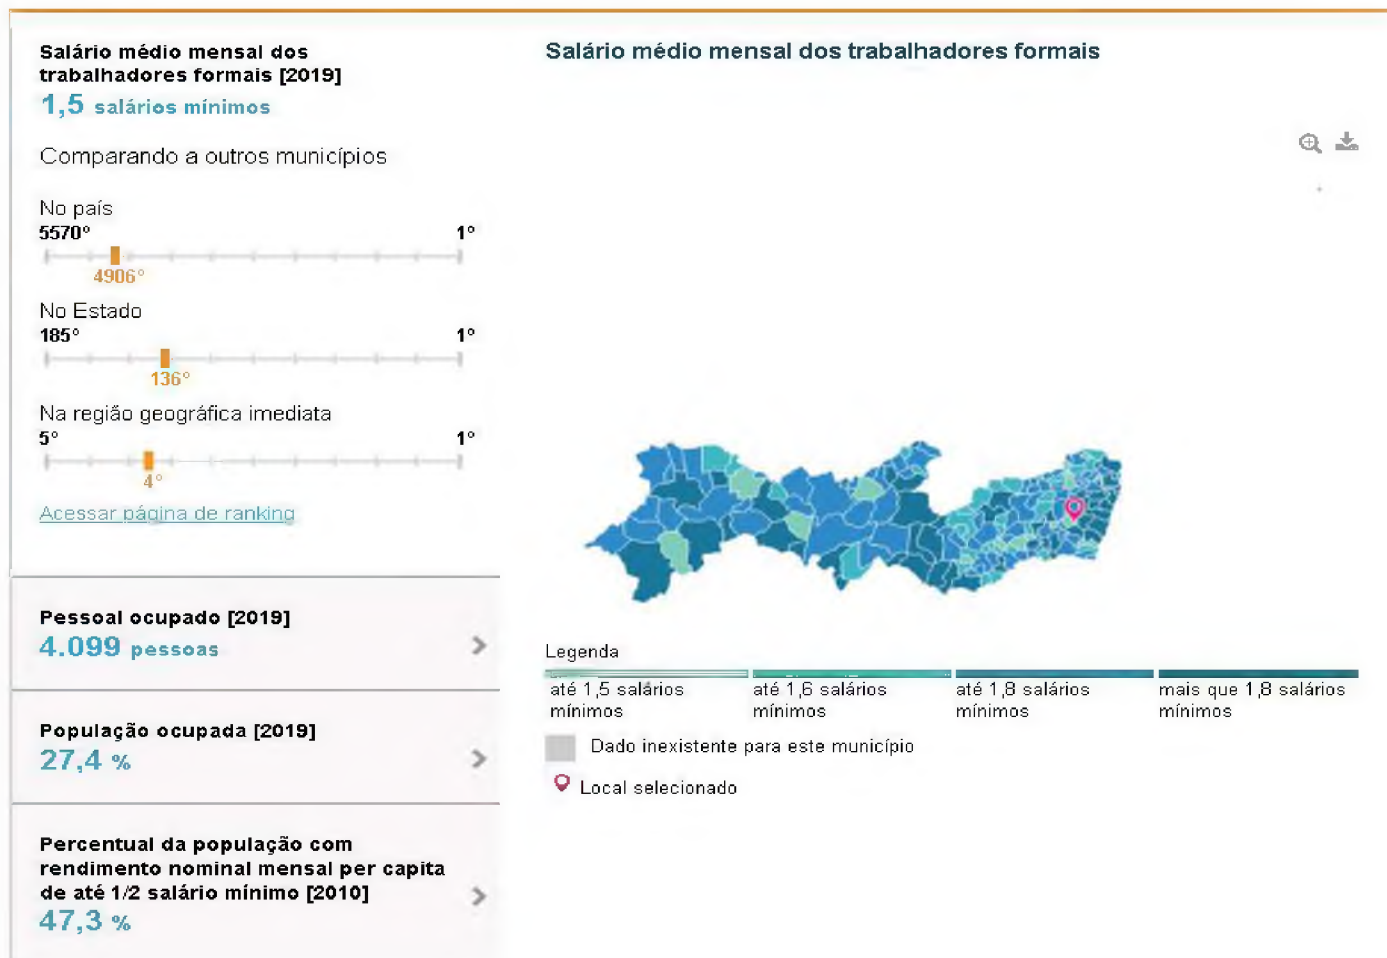 Salário médio mensal dos
trabalhadores formais [2019]
1,5 salários mínimos
Comparando a outros municípios
No país
5570° 1°
4906°
No Estado
185° 1°
136°
Na região geográfica imediata
5° 1°
4°
Acessar página de ranking
Pessoal ocupado [2019]
4.099 pessoas
População ocupada [2019]
27,4 %
Percentual da população com
rendimento nominal mensal per capita
de até 1/2 salário mínimo [2010]
47,3 %
Salário médio mensal dos trabalhadores formais
Legenda
até 1,5 salários até 1,6 salários até 1,8 salários mais que 1,8 salários
mínimos mínimos mínimos mínimos
Dado inexistente para este município
Local selecionado